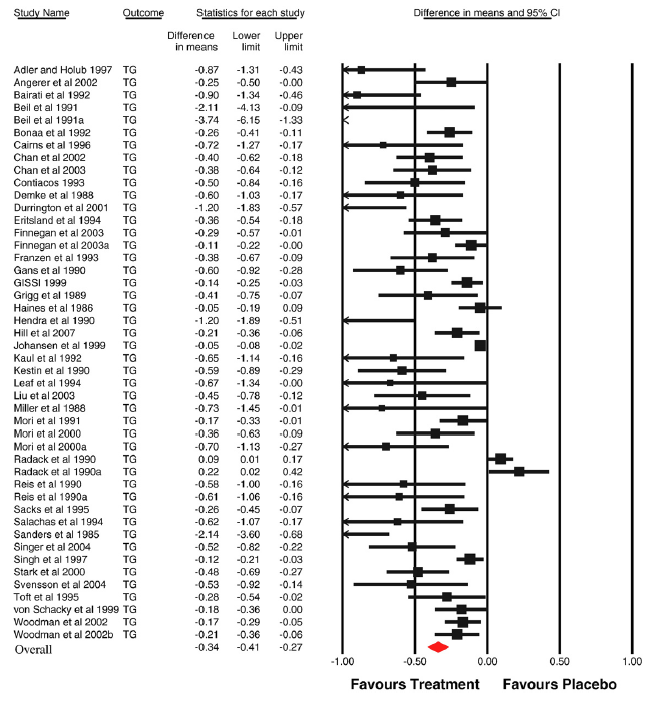 Study Name Outcome Statistics for each study Difference in means and 95% CI
Difference in means Lower limit Upper limit
Adler and Holub 1997 TG -0.87 -1.31 -0.43
Angerer et al 2002 TG -0.25 -0.50 -0.00
Bairati et al 1992 TG -0.90 -1.34 -0.46
Beil et al 1991 TG -2.11 -4.13 -0.09
Beil et al 1991a TG -3.74 -6.15 -1.33
Bonaa et al 1992 TG -0.26 -0.41 -0.11
Cairns et al 1996 TG -0.72 -1.27 -0.17
Chan et al 2002 TG -0.40 -0.62 -0.18
Chan et al 2003 TG -0.38 -0.64 -0.12
Contiacos 1993 TG -0.50 -0.84 -0.16
Demke et al 1988 TG -0.60 -1.03 -0.17
Durrington et al 2001 TG -1.20 -1.83 -0.57
Eritsland et al 1994 TG -0.36 -0.54 -0.18
Finnegan et al 2003 TG -0.29 -0.57 -0.01
Finnegan et al 2003a TG -0.11 -0.22 -0.00
Franzen et al 1993 TG -0.38 -0.67 -0.09
Gans et al 1990 TG -0.60 -0.92 -0.28
GISSI 1999 TG -0.14 -0.25 -0.03
Grigg et al 1989 TG -0.41 -0.75 -0.07
Haines et al 1986 TG -0.05 -0.19 0.09
Hendra et al 1990 TG -1.20 -1.89 -0.51
Hill et al 2007 TG -0.21 -0.36 -0.06
Johansen et al 1999 TG -0.05 -0.08 -0.02
Kaul et al 1992 TG -0.65 -1.14 -0.16
Kestin et al 1990 TG -0.59 -0.89 -0.29
Leaf et al 1994 TG -0.67 -1.34 -0.00
Liu et al 2003 TG -0.45 -0.78 -0.12
Miller et al 1988 TG -0.73 -1.45 -0.01
Mori et al 1991 TG -0.17 -0.33 -0.01
Mori et al 2000 TG -0.36 -0.63 -0.09
Mori et al 2000a TG -0.70 -1.13 -0.27
Radack et al 1990 TG 0.09 0.01 0.17
Radack et al 1990a TG 0.22 0.02 0.42
Reis et al 1990 TG -0.58 -1.00 -0.16
Reis et al 1990a TG -0.61 -1.06 -0.16
Sacks et al 1995 TG -0.26 -0.45 -0.07
Salachas et al 1994 TG -0.62 -1.07 -0.17
Sanders et al 1985 TG -2.14 -3.60 -0.68
Singer et al 2004 TG -0.52 -0.82 -0.22
Singh et al 1997 TG -0.12 -0.21 -0.03
Stark et al 2000 TG -0.48 -0.69 -0.27
Svensson et al 2004 TG -0.53 -0.92 -0.14
Toft et al 1995 TG -0.28 -0.54 -0.02
von Schacky et al 1999 TG -0.18 -0.36 0.00
Woodman et al 2002 TG -0.17 -0.29 -0.05
Woodman et al 2002b TG -0.21 -0.36 -0.06
Overall -0.34 -0.41 -0.27
-1.00 -0.50 0.00 0.50 1.00
Favours Treatment Favours Placebo